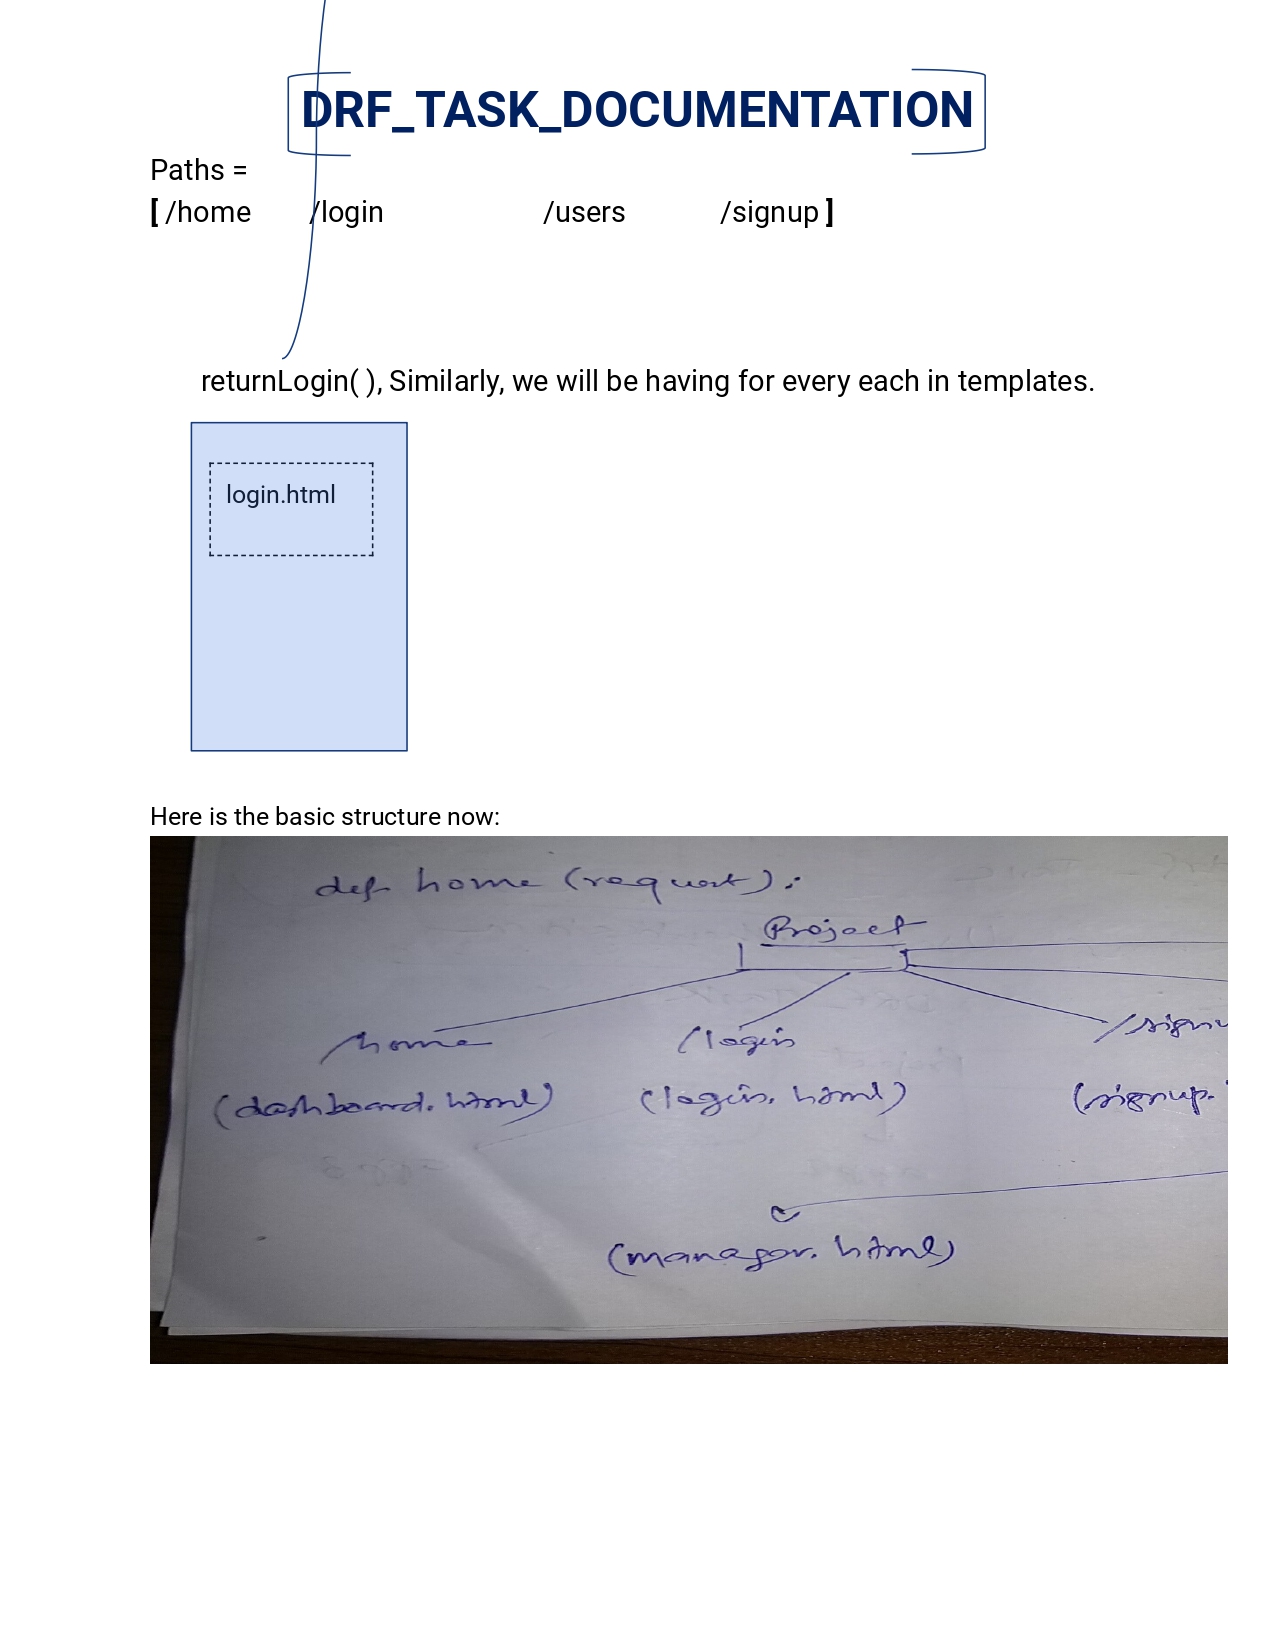 DRF_TASK_DOCUMENTATION
Paths =
[ /home /login /users /signup ]
returnLogin( ), Similarly, we will be having for every each in templates.
login.html
Here is the basic structure now:
def home (request):
Project
/home /login /signu
(dashboard.html) (login.html) (signup.
(manager.html)